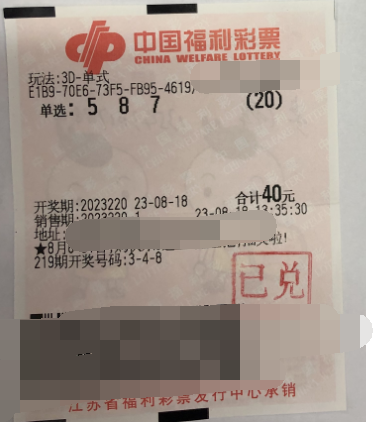 中国福利彩票
CHINA WELFARE LOTTERY
玩法:3D-单式
E1B9-70E6-73F5-FB95-4619/
单选: 5 8 7 (20)
开奖期:2023220 23-08-18 合计40元
销售期:2023220-1 23-08-18 13:35:30
地址:
★8月
219期开奖号码:3-4-8
已兑
江苏省福利彩票发行中心承销